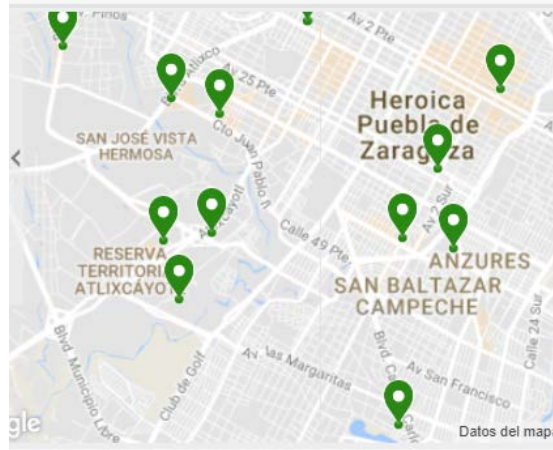 Av 2 Pte
Av 25 Pte
Atlixco
Heroica
Puebla de
Zaragoza
SAN JOSÉ VISTA
HERMOSA
Cto Juan Pablo II
Calle 49 Pte
Av 2 Sur
RESERVA
TERRITORIAL
ATLIXCÁYOTL
ANZURES
SAN BALTAZAR
CAMPECHE
Calle 24 Sur
Blvd. Municipio Libre
Club de Golf
Av. las Margaritas
Av San Francisco
Datos del mapa